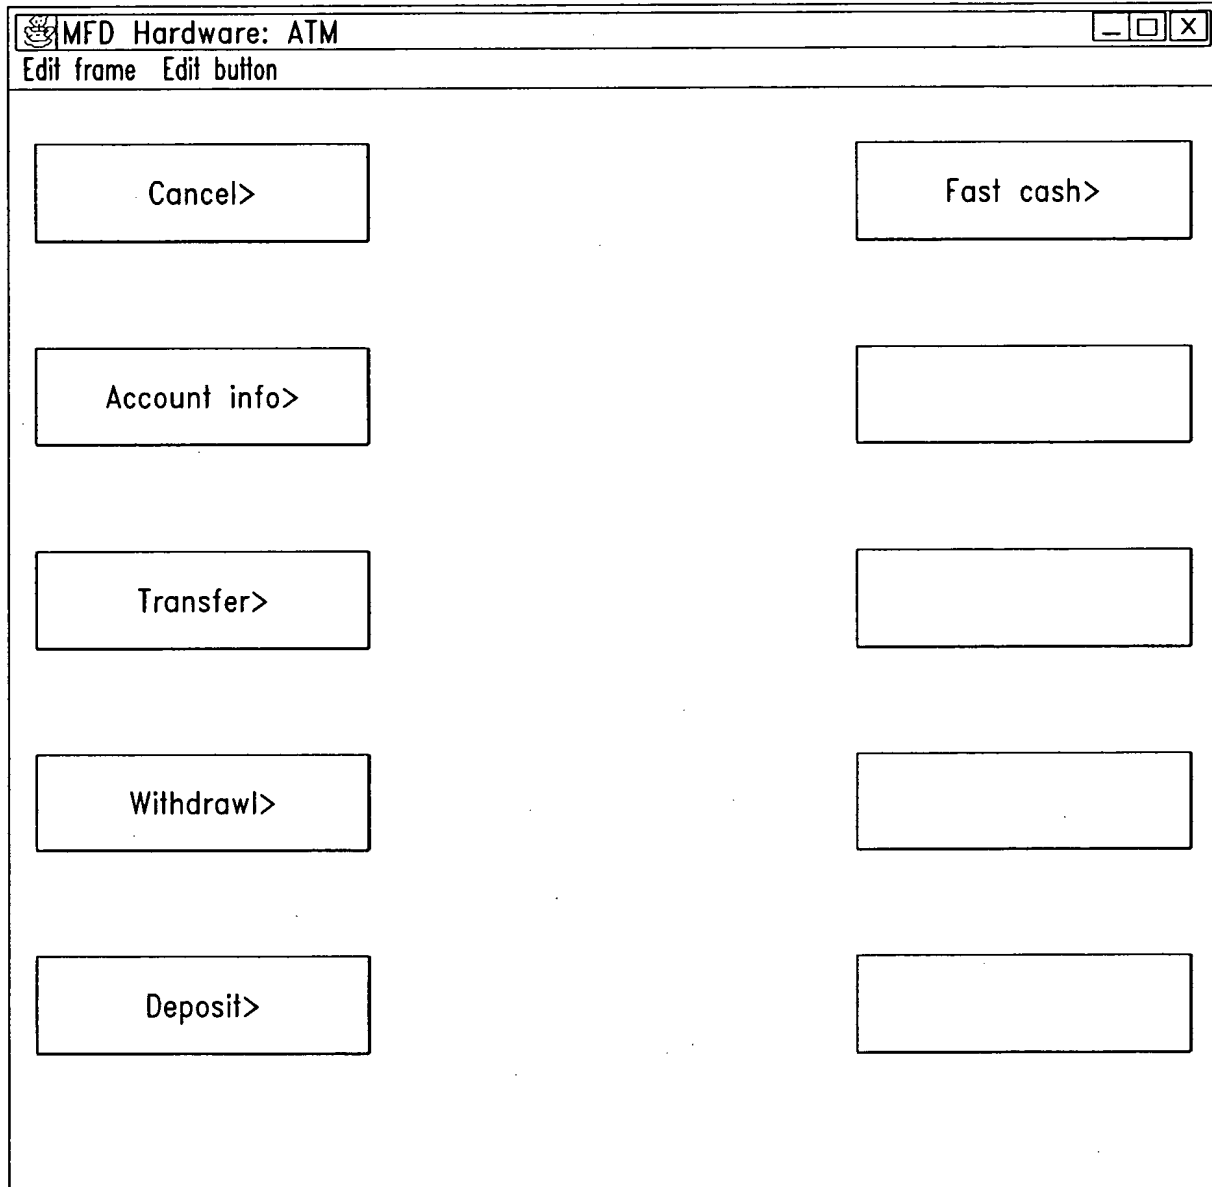 MFD Hardware: ATM
Edit frame Edit button
Cancel>
Fast cash>
Account info>
Transfer>
Withdrawl>
Deposit>